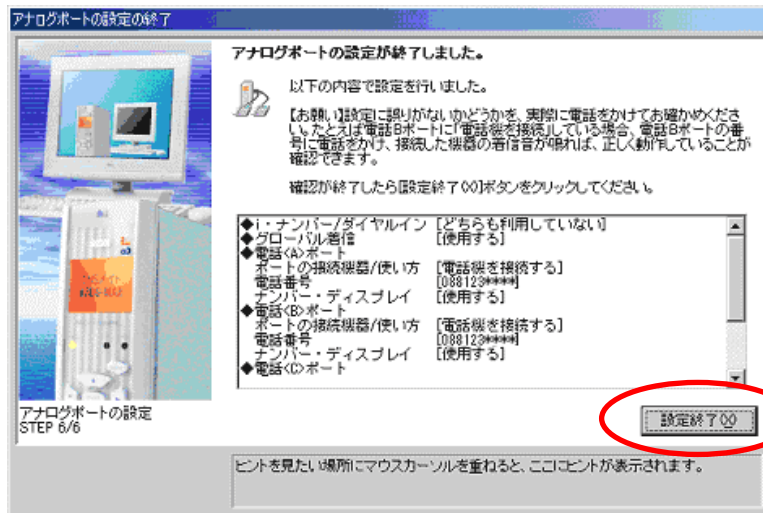 アナログポートの設定の終了
アナログポートの設定が終了しました。
以下の内容で設定を行いました。
【お願い】設定に誤りがないかどうかを、実際に電話をかけてお確かめくださ
い。たとえば電話Bポートに「電話機を接続」している場合、電話Bポートの番
号に電話をかけ、接続した機器の着信音が鳴れば、正しく動作していることが
確認できます。
確認が終了したら[設定終了(X)]ボタンをクリックしてください。
◆i・ナンバー/ダイヤルイン [どちらも利用していない]
◆グローバル着信 [使用する]
◆電話<A>ポート
ポートの接続機器/使い方 [電話機を接続する]
電話番号 [088123****]
ナンバー・ディスプレイ [使用する]
◆電話<B>ポート
ポートの接続機器/使い方 [電話機を接続する]
電話番号 [088123****]
ナンバー・ディスプレイ [使用する]
◆電話<C>ポート
アナログポートの設定
STEP 6/6
設定終了(X)
ヒントを見たい場所にマウスカーソルを重ねると、ここにヒントが表示されます。